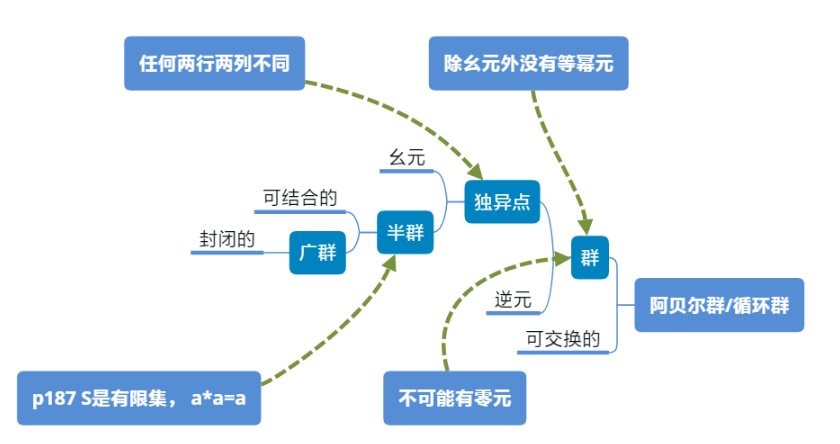 任何两行两列不同
除幺元外没有等幂元
幺元
可结合的
独异点
封闭的
广群
半群
群
逆元
阿贝尔群/循环群
可交换的
p187 S是有限集， a*a=a
不可能有零元